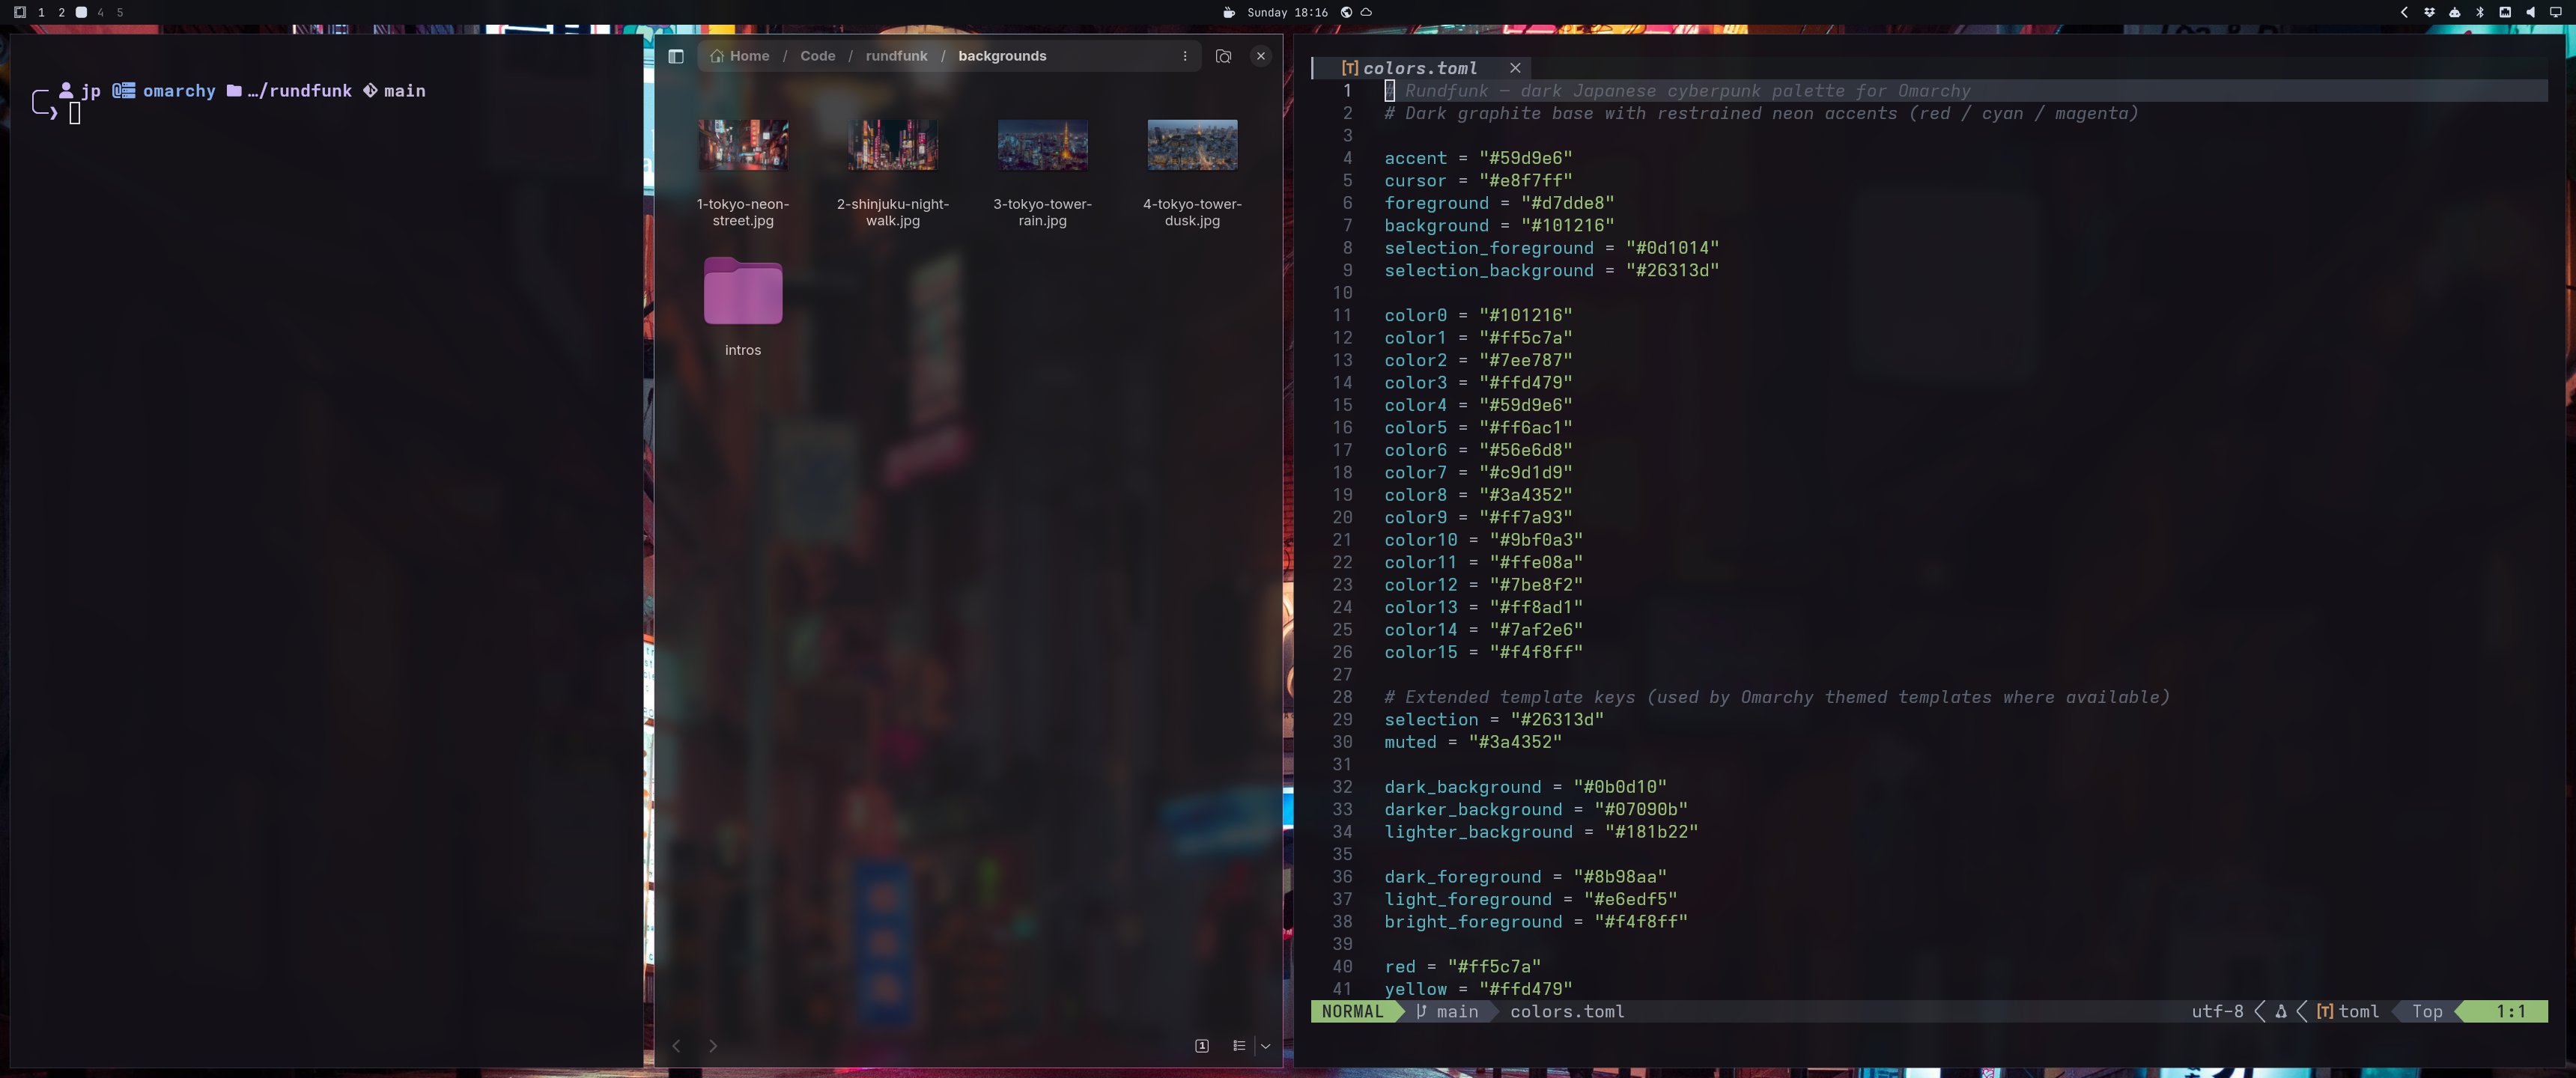 1 2 4 5
Sunday 18:16
jp @ omarchy …/rundfunk main
Home / Code / rundfunk / backgrounds
1-tokyo-neon-
street.jpg
2-shinjuku-night-
walk.jpg
3-tokyo-tower-
rain.jpg
4-tokyo-tower-
dusk.jpg
intros
1
[T] colors.toml
1 # Rundfunk — dark Japanese cyberpunk palette for Omarchy
2 # Dark graphite base with restrained neon accents (red / cyan / magenta)
3
4 accent = "#59d9e6"
5 cursor = "#e8f7ff"
6 foreground = "#d7dde8"
7 background = "#101216"
8 selection_foreground = "#0d1014"
9 selection_background = "#26313d"
10
11 color0 = "#101216"
12 color1 = "#ff5c7a"
13 color2 = "#7ee787"
14 color3 = "#ffd479"
15 color4 = "#59d9e6"
16 color5 = "#ff6ac1"
17 color6 = "#56e6d8"
18 color7 = "#c9d1d9"
19 color8 = "#3a4352"
20 color9 = "#ff7a93"
21 color10 = "#9bf0a3"
22 color11 = "#ffe08a"
23 color12 = "#7be8f2"
24 color13 = "#ff8ad1"
25 color14 = "#7af2e6"
26 color15 = "#f4f8ff"
27
28 # Extended template keys (used by Omarchy themed templates where available)
29 selection = "#26313d"
30 muted = "#3a4352"
31
32 dark_background = "#0b0d10"
33 darker_background = "#07090b"
34 lighter_background = "#181b22"
35
36 dark_foreground = "#8b98aa"
37 light_foreground = "#e6edf5"
38 bright_foreground = "#f4f8ff"
39
40 red = "#ff5c7a"
41 yellow = "#ffd479"
NORMAL main colors.toml utf-8 [T] toml Top 1:1